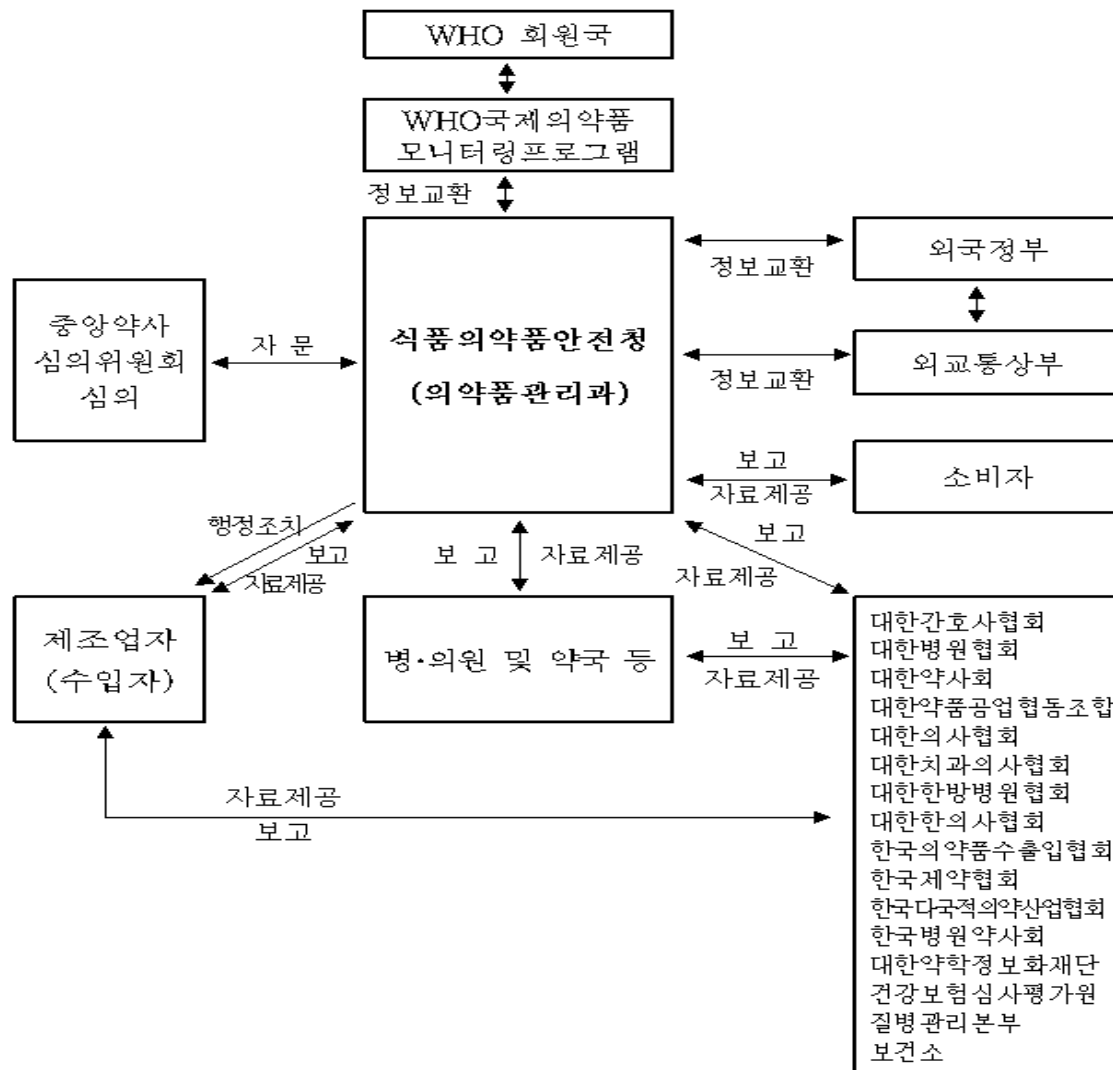 WHO 회원국
WHO국제의약품
모니터링프로그램
정보교환
식품의약품안전청
(의약품관리과)
중앙약사
심의위원회
심의
자 문
정보교환
외국정부
정보교환
외교통상부
보고
자료제공
소비자
행정조치
보고
자료제공
보 고
자료제공
보고
자료제공
제조업자
(수입자)
병·의원 및 약국 등
보 고
자료제공
자료제공
보고
대한간호사협회
대한병원협회
대한약사회
대한약품공업협동조합
대한의사협회
대한치과의사협회
대한한방병원협회
대한한의사협회
한국의약품수출입협회
한국제약협회
한국다국적의약산업협회
한국병원약사회
대한약학정보화재단
건강보험심사평가원
질병관리본부
보건소